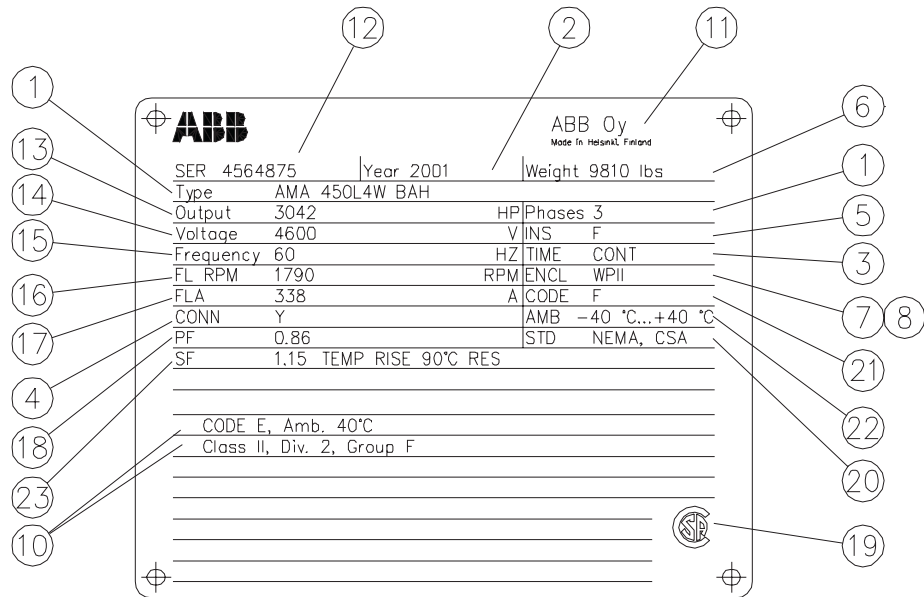 12 2 11
1 6
ABB ABB Oy
Made in Helsinki, Finland
13 SER 4564875 Year 2001 Weight 9810 lbs 1
Type AMA 450L4W BAH
14 Output 3042 HP Phases 3 5
Voltage 4600 V INS F
15 Frequency 60 HZ TIME CONT 3
16 FL RPM 1790 RPM ENCL WPII
FLA 338 A CODE F 7 8
17 CONN Y AMB -40 °C...+40 °C
PF 0.86 STD NEMA, CSA 21
4 SF 1.15 TEMP RISE 90°C RES
22
18 CODE E, Amb. 40°C
Class II, Div. 2, Group F
23 20
10 19